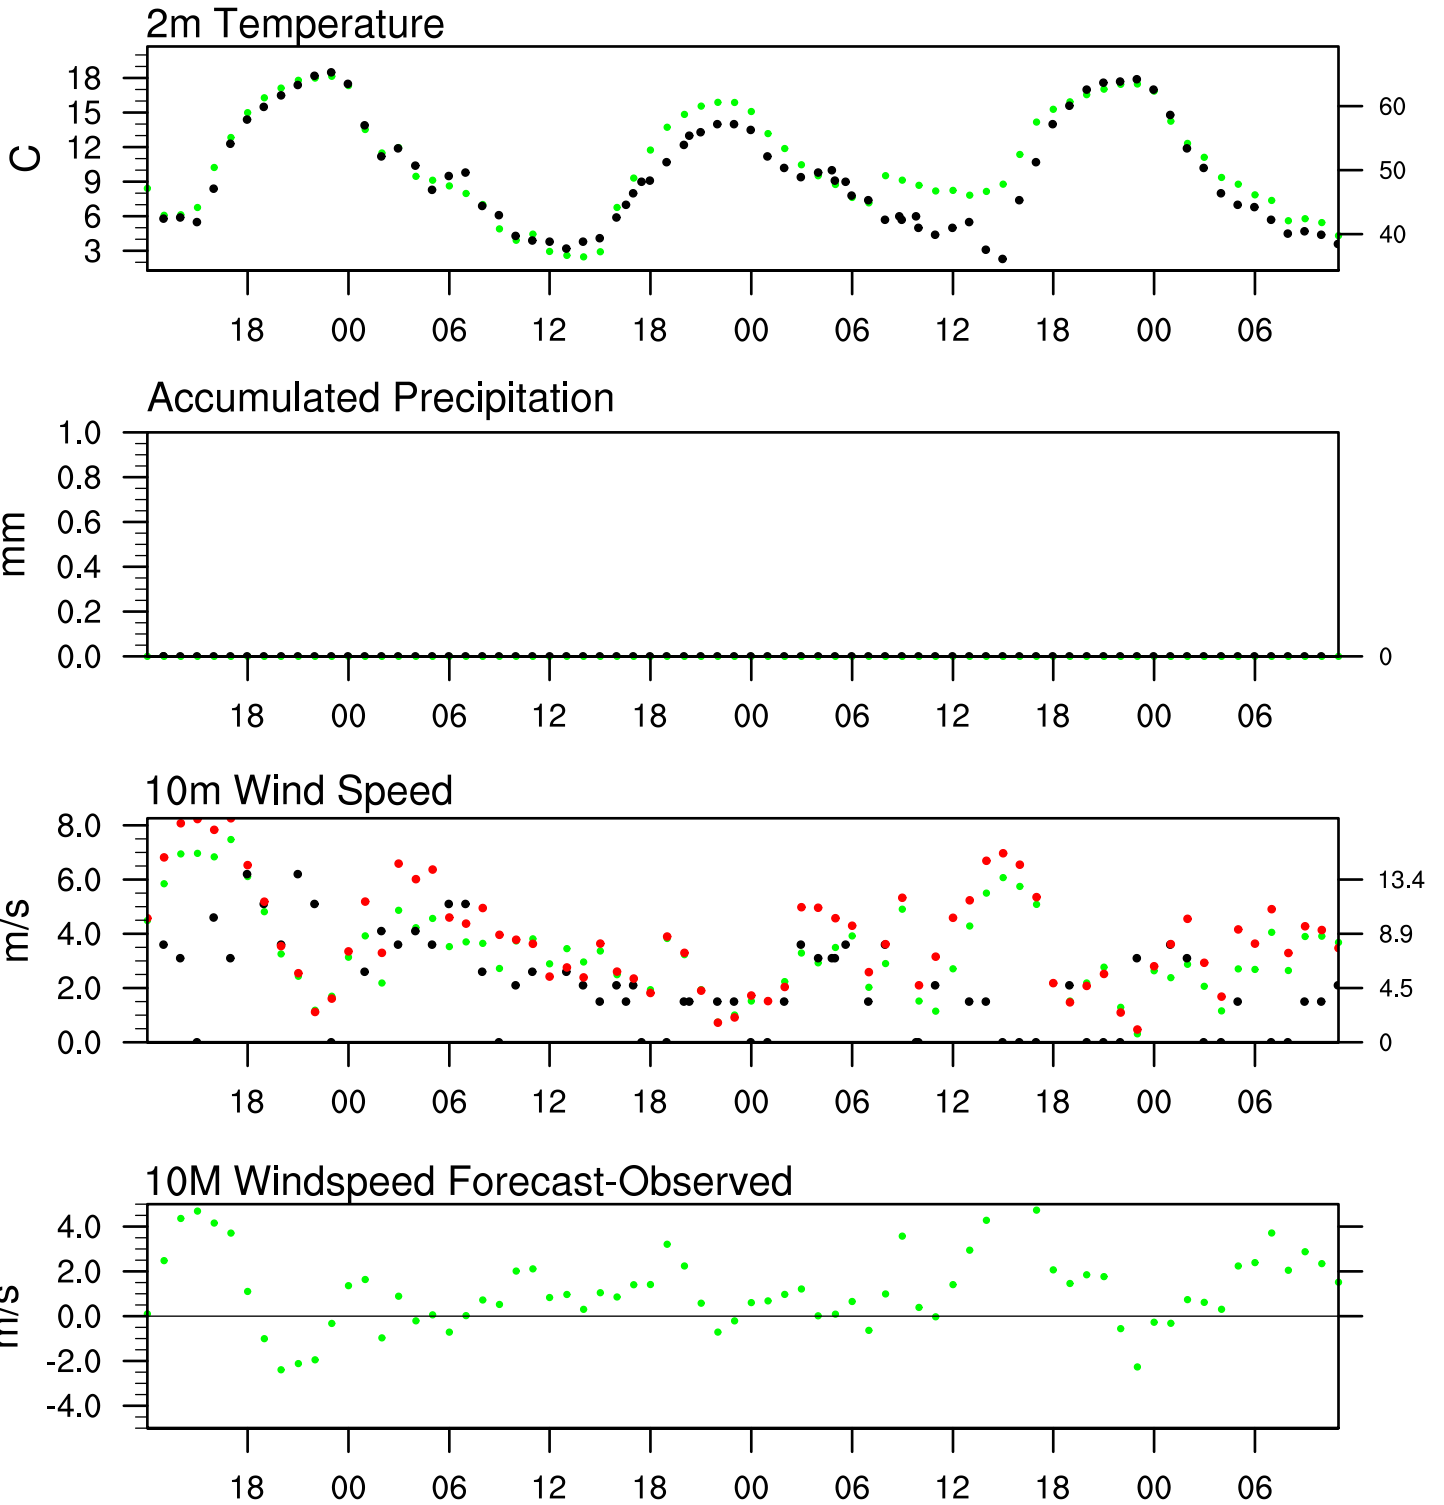 2m Temperature
18
15
12
9
6
3
C
60
50
40
18 00 06 12 18 00 06 12 18 00 06
Accumulated Precipitation
1.0
0.8
0.6
0.4
0.2
0.0
mm
0
18 00 06 12 18 00 06 12 18 00 06
10m Wind Speed
8.0
6.0
4.0
2.0
0.0
m/s
13.4
8.9
4.5
0
18 00 06 12 18 00 06 12 18 00 06
10M Windspeed Forecast-Observed
4.0
2.0
0.0
-2.0
-4.0
m/s
18 00 06 12 18 00 06 12 18 00 06